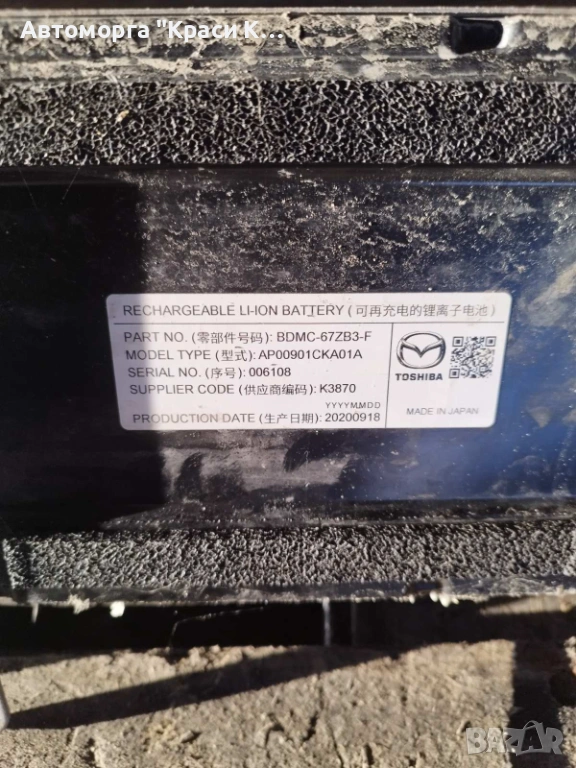 Автоморга "Краси К...
RECHARGEABLE LI-ION BATTERY (可再充电的锂离子电池)
PART NO. (零部件号码): BDMC-67ZB3-F
MODEL TYPE (型式): AP00901CKA01A
SERIAL NO. (序号): 006108
SUPPLIER CODE (供应商编码): K3870
YYYYMMDD
PRODUCTION DATE (生产日期): 20200918
TOSHIBA
MADE IN JAPAN
BAZAR